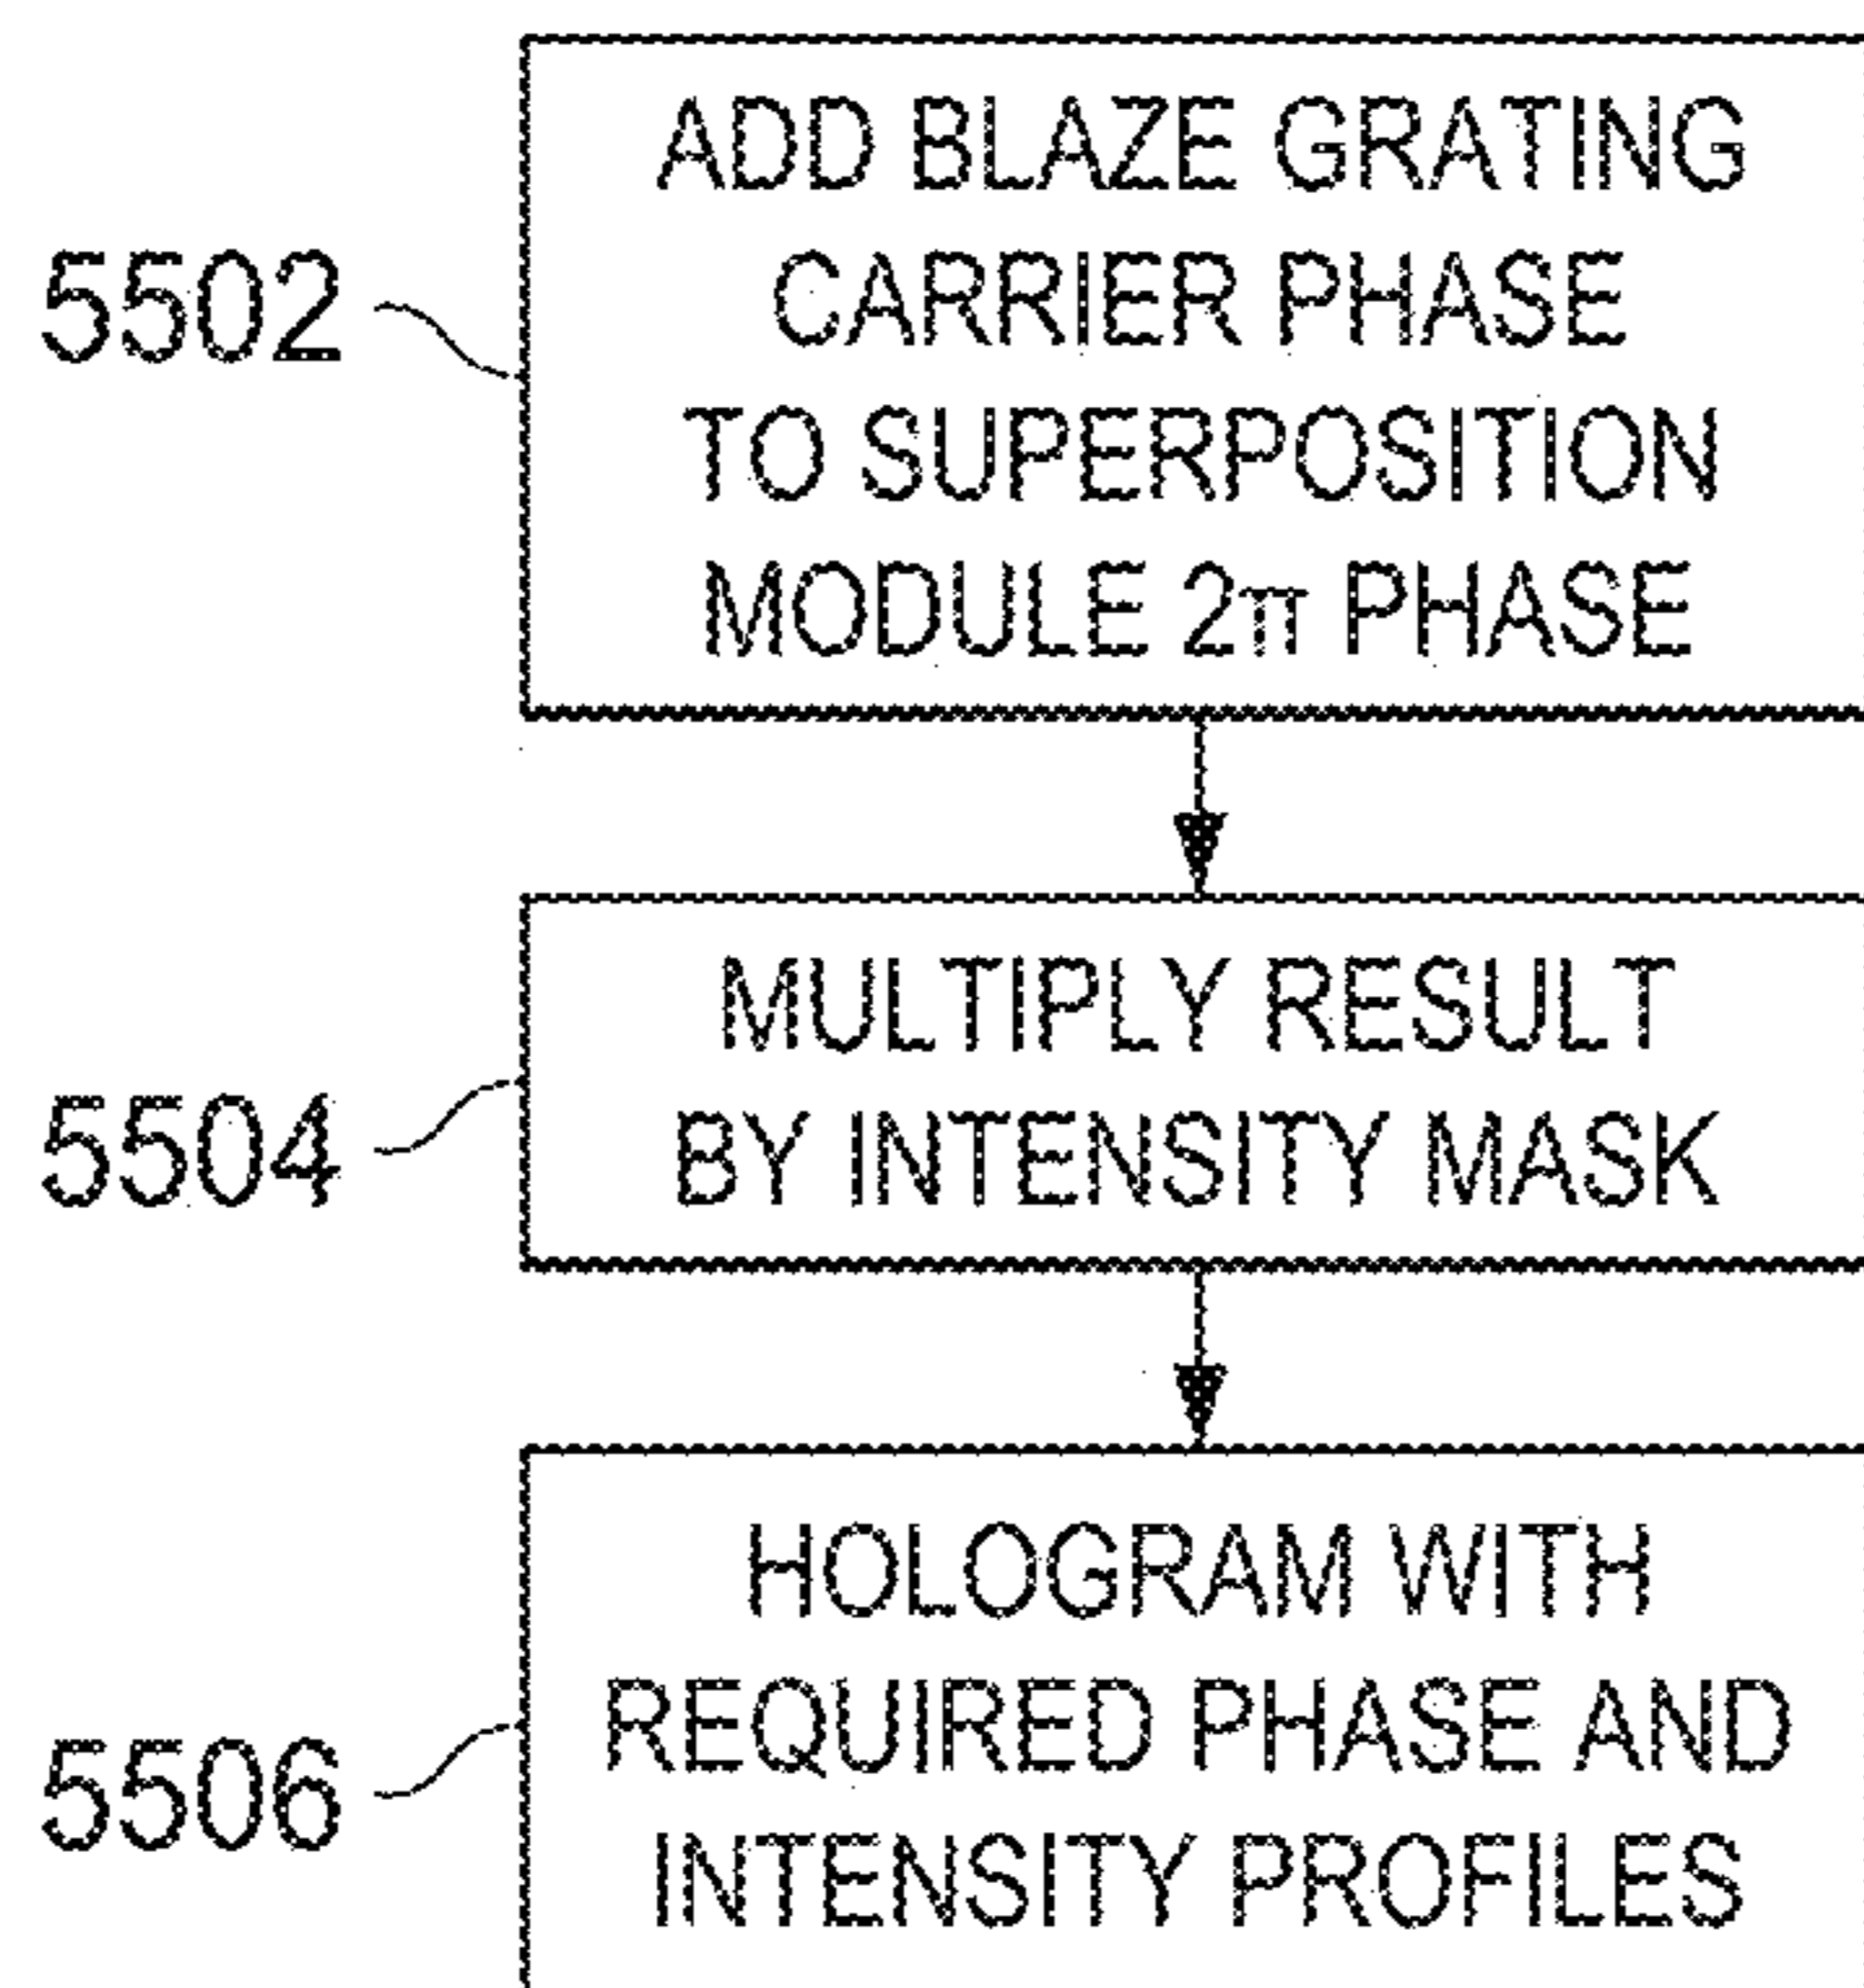 ADD BLAZE GRATING
CARRIER PHASE
5502
TO SUPERPOSITION
MODULE 2π PHASE
MULTIPLY RESULT
5504
BY INTENSITY MASK
HOLOGRAM WITH
REQUIRED PHASE AND
5506
INTENSITY PROFILES